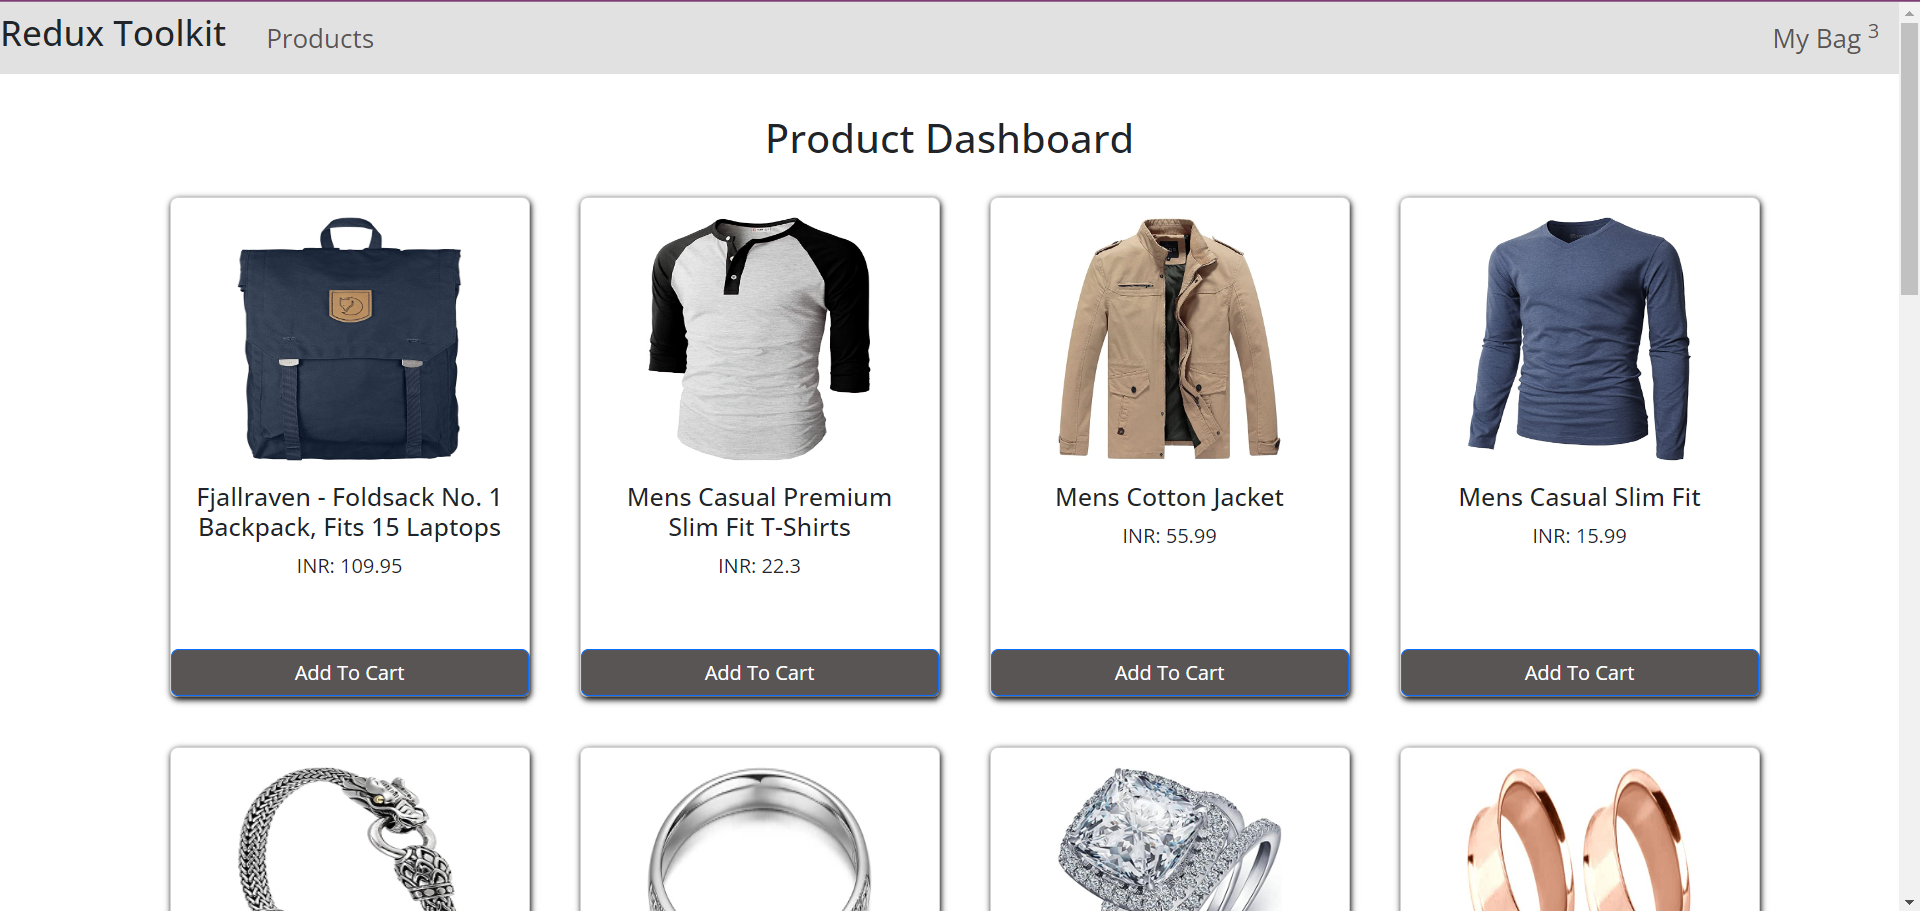 Redux Toolkit
Products
My Bag 3
Product Dashboard
Fjallraven - Foldsack No. 1
Backpack, Fits 15 Laptops
INR: 109.95
Add To Cart
Mens Casual Premium
Slim Fit T-Shirts
INR: 22.3
Add To Cart
Mens Cotton Jacket
INR: 55.99
Add To Cart
Mens Casual Slim Fit
INR: 15.99
Add To Cart